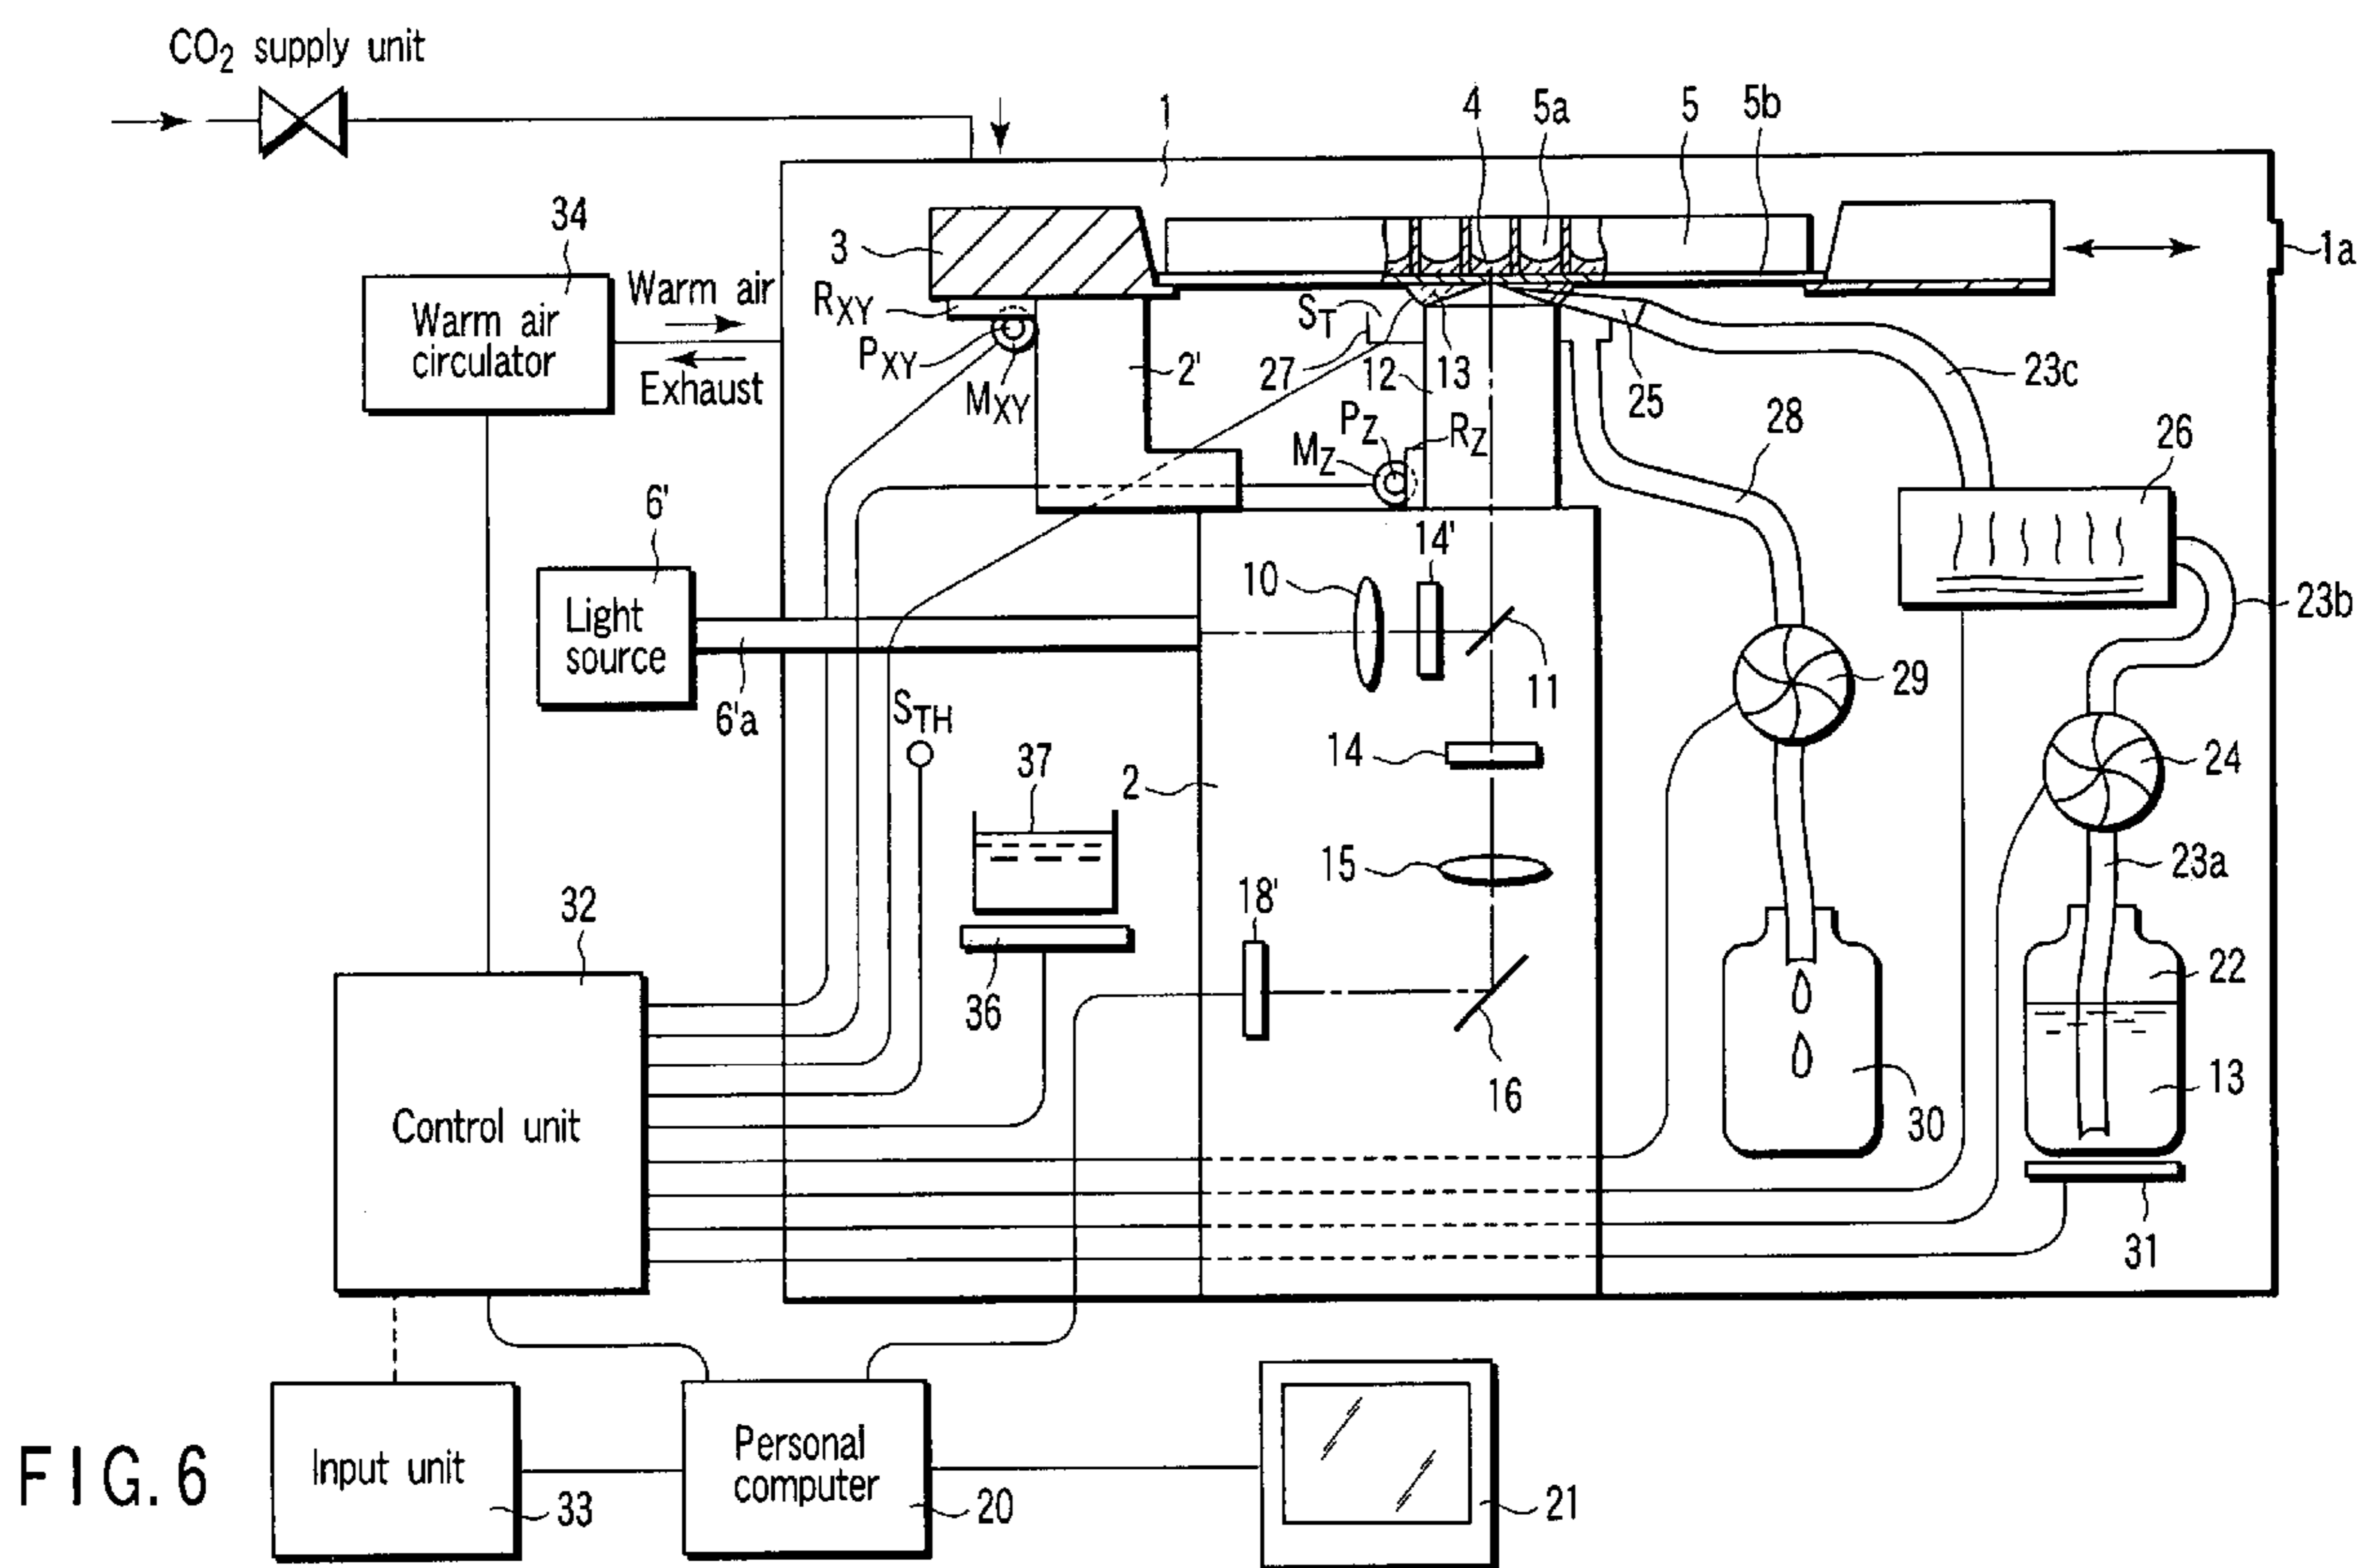 CO₂ supply unit
1
4
5a
5
5b
34
3
1a
Warm air circulator
Warm air
Exhaust
RXY
PXY
MXY
2'
ST
27
12
13
25
23c
PZ
RZ
MZ
28
26
6'
Light source
6'a
10
14'
11
23b
STH
29
37
2
14
24
15
23a
32
18'
22
36
Control unit
16
30
13
31
FIG. 6
Input unit
33
Personal computer
20
21